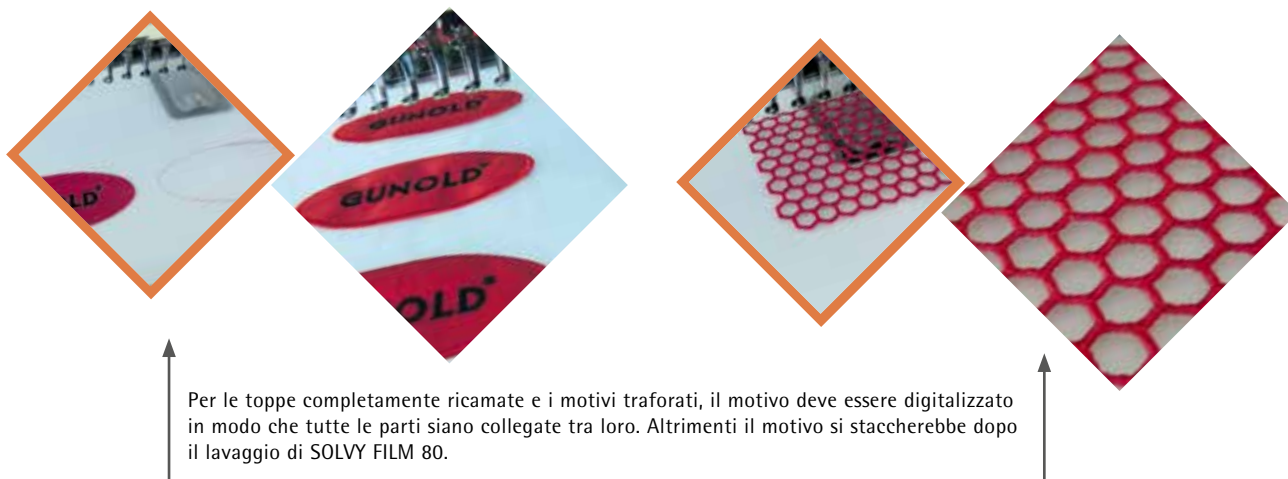 LD
GUNOLD
GUNOLD
OLD
Per le toppe completamente ricamate e i motivi traforati, il motivo deve essere digitalizzato
in modo che tutte le parti siano collegate tra loro. Altrimenti il motivo si staccherebbe dopo
il lavaggio di SOLVY FILM 80.